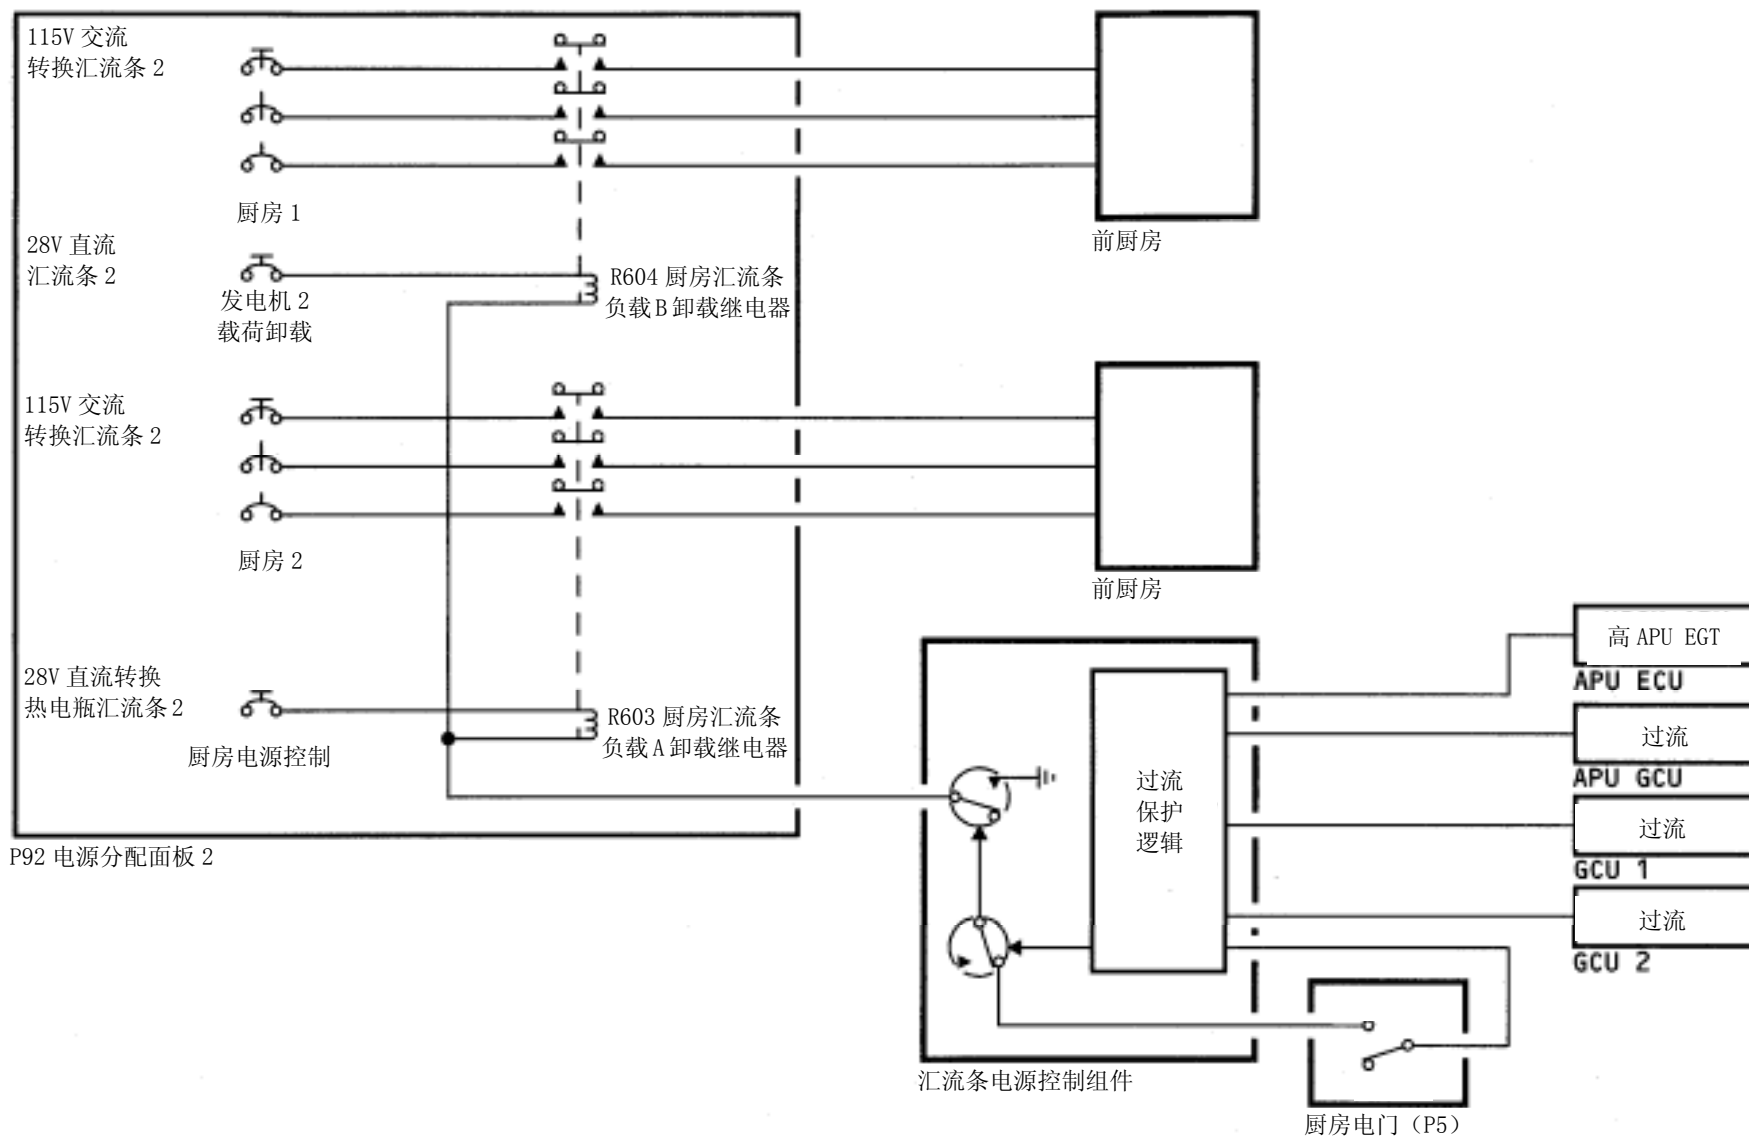 115V 交流
转换汇流条 2
厨房 1
前厨房
28V 直流
汇流条 2
发电机 2
载荷卸载
R604 厨房汇流条
负载 B 卸载继电器
115V 交流
转换汇流条 2
厨房 2
前厨房
28V 直流转换
热电瓶汇流条 2
厨房电源控制
R603 厨房汇流条
负载 A 卸载继电器
P92 电源分配面板 2
过流
保护
逻辑
高 APU EGT
APU ECU
过流
APU GCU
过流
GCU 1
过流
GCU 2
汇流条电源控制组件
厨房电门（P5）